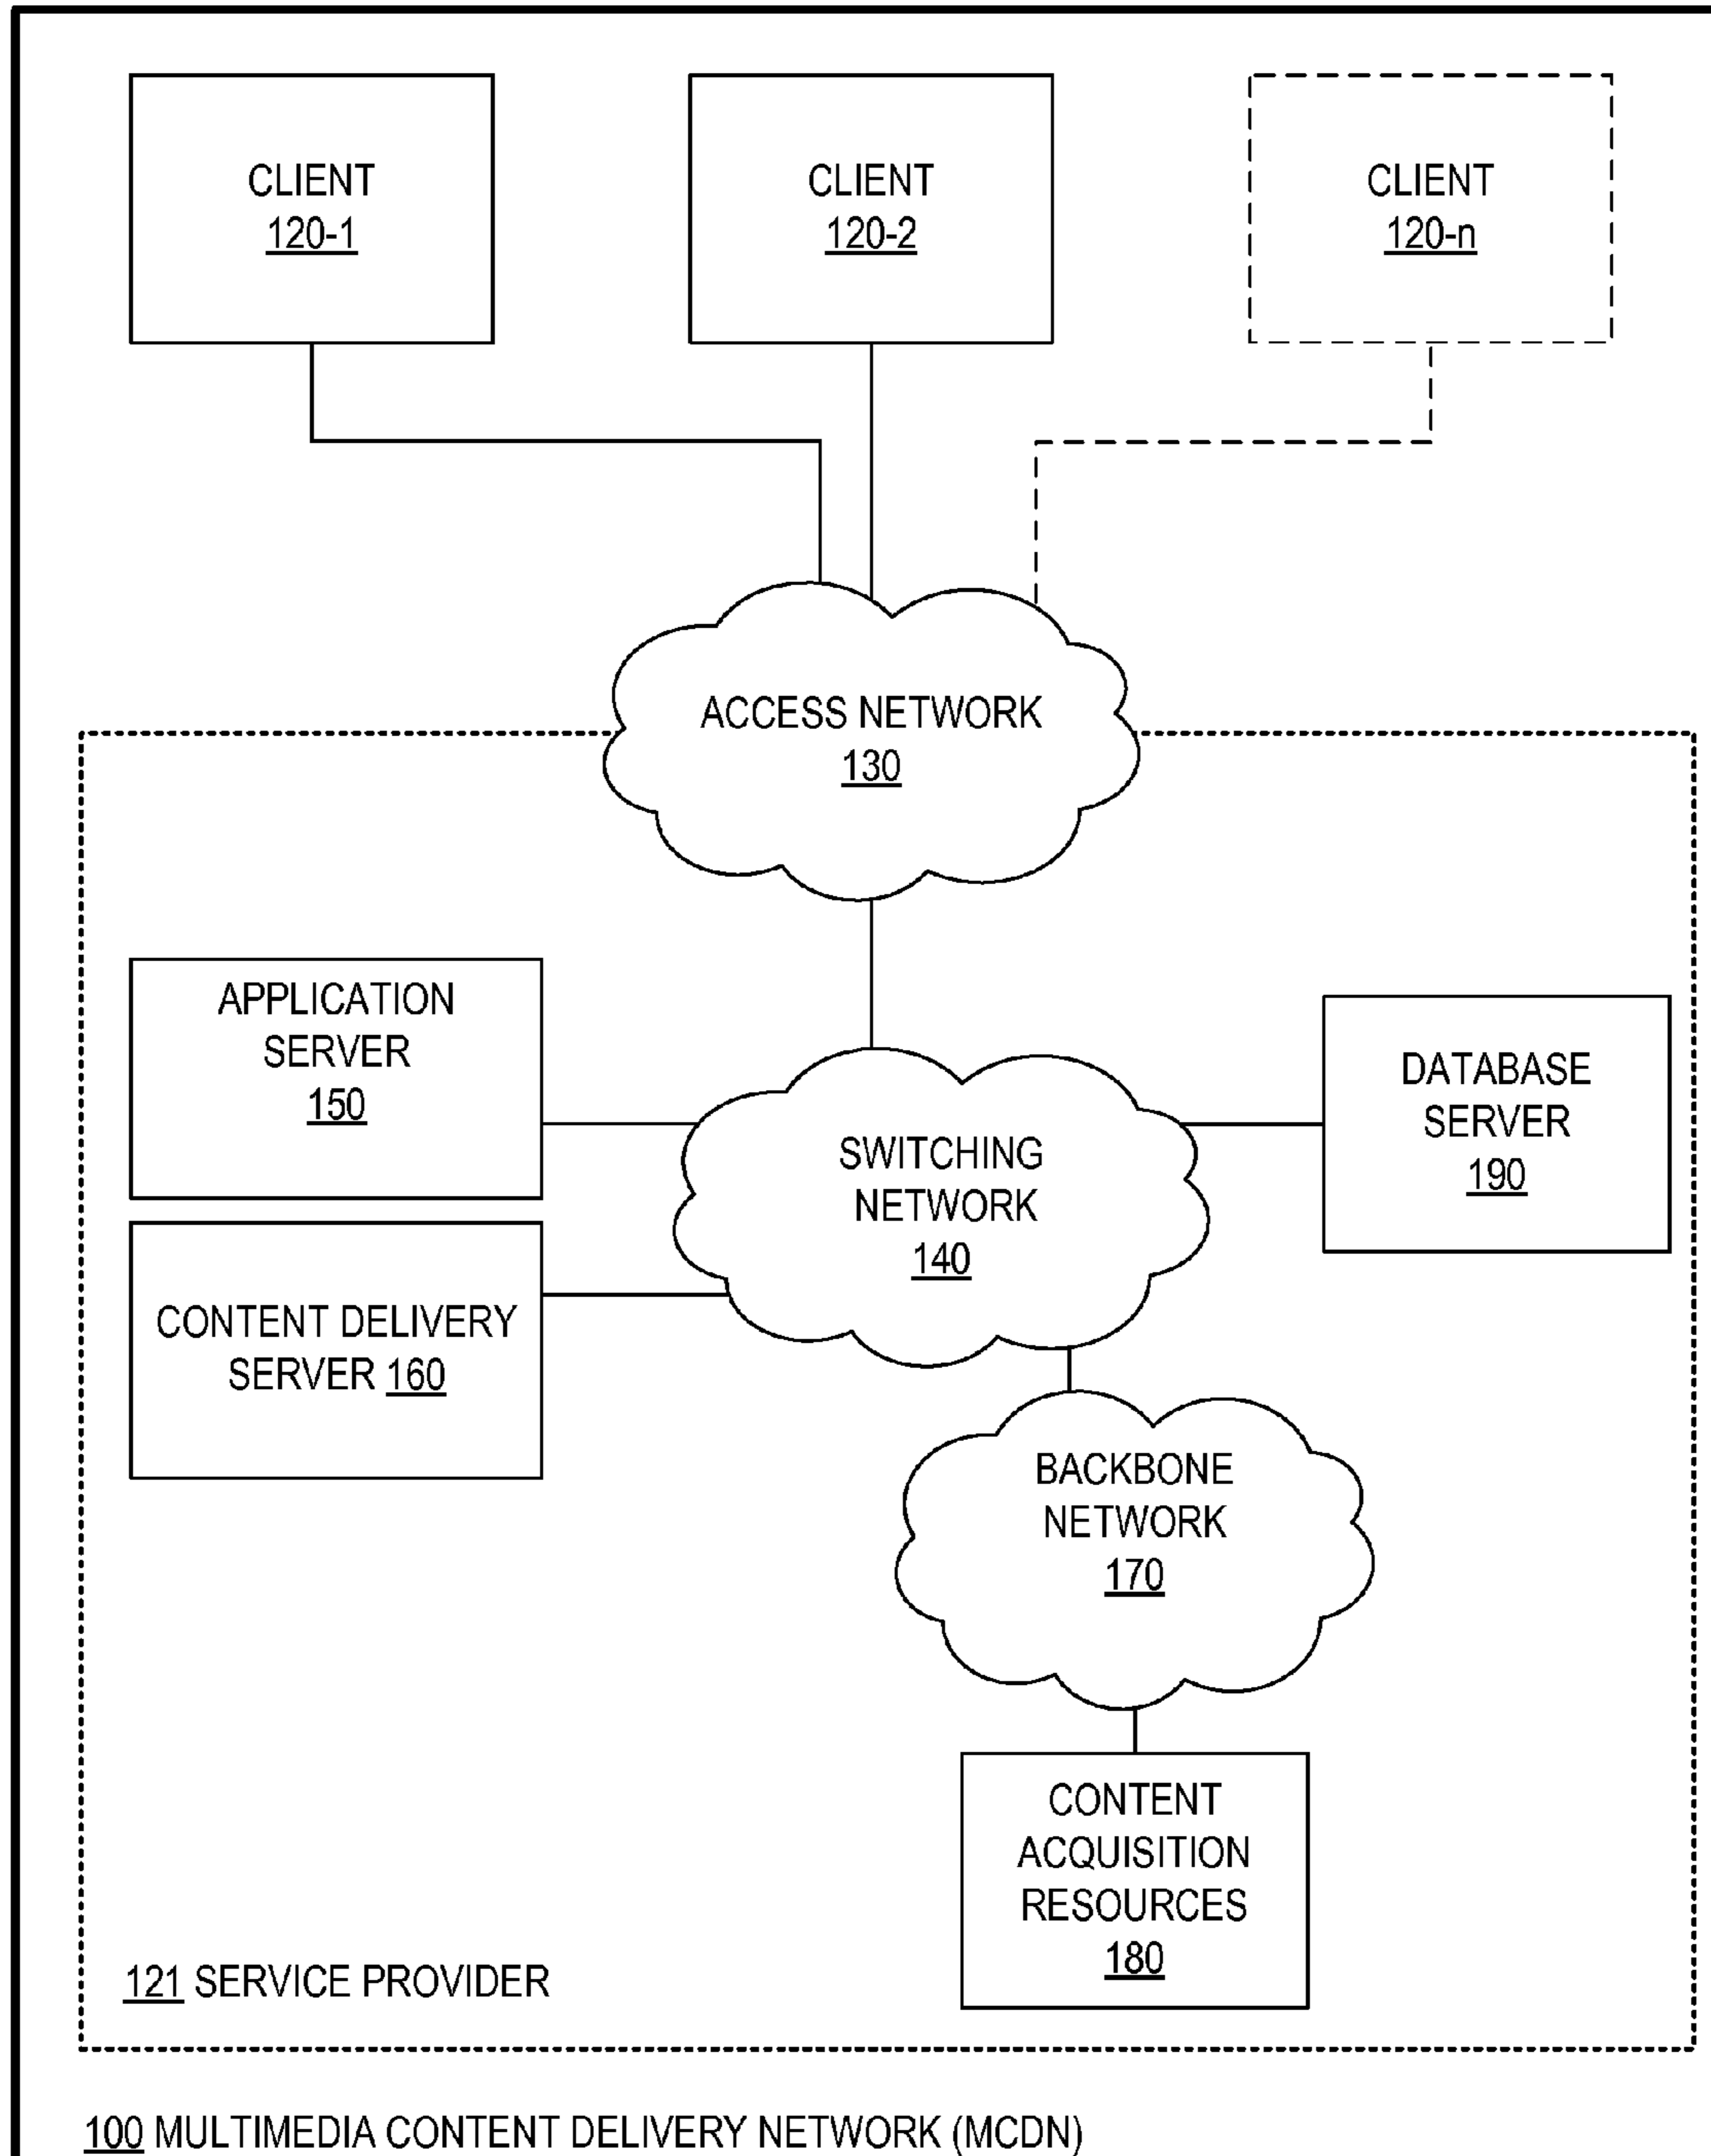 CLIENT
120-1
CLIENT
120-2
CLIENT
120-n
ACCESS NETWORK
130
APPLICATION
SERVER
150
SWITCHING
NETWORK
140
DATABASE
SERVER
190
CONTENT DELIVERY
SERVER 160
BACKBONE
NETWORK
170
CONTENT
ACQUISITION
RESOURCES
180
121 SERVICE PROVIDER
100 MULTIMEDIA CONTENT DELIVERY NETWORK (MCDN)